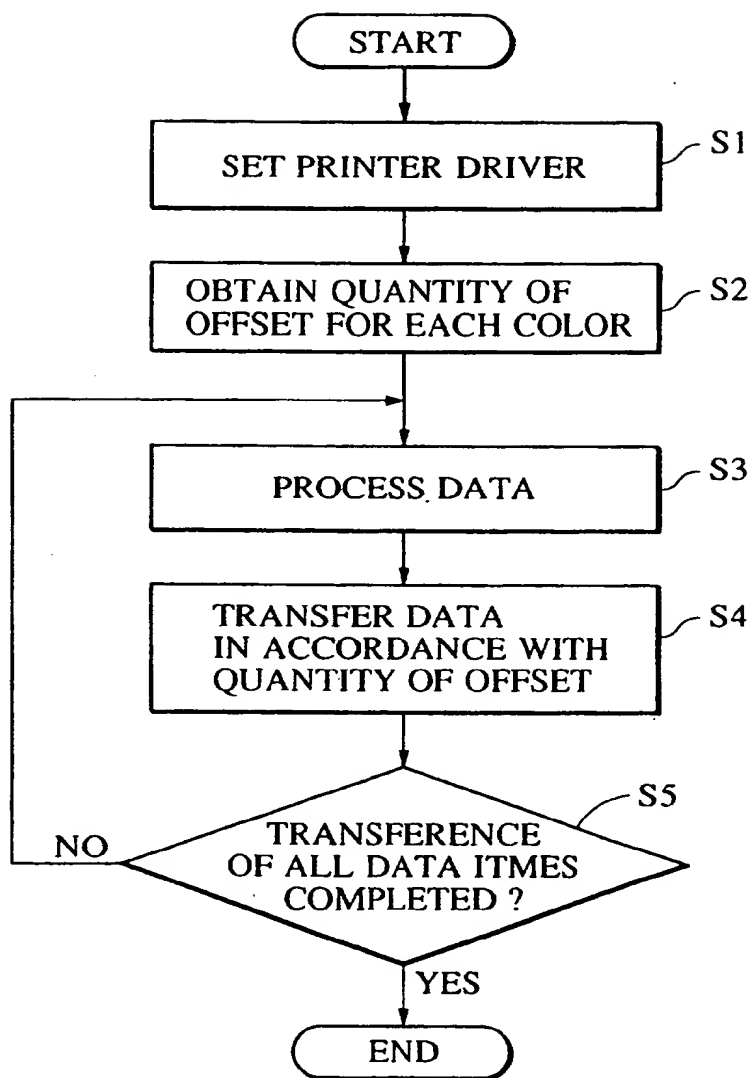 START
SET PRINTER DRIVER
S1
OBTAIN QUANTITY OF
OFFSET FOR EACH COLOR
S2
PROCESS DATA
S3
TRANSFER DATA
IN ACCORDANCE WITH
QUANTITY OF OFFSET
S4
TRANSFERENCE
OF ALL DATA ITMES
COMPLETED ?
S5
NO
YES
END